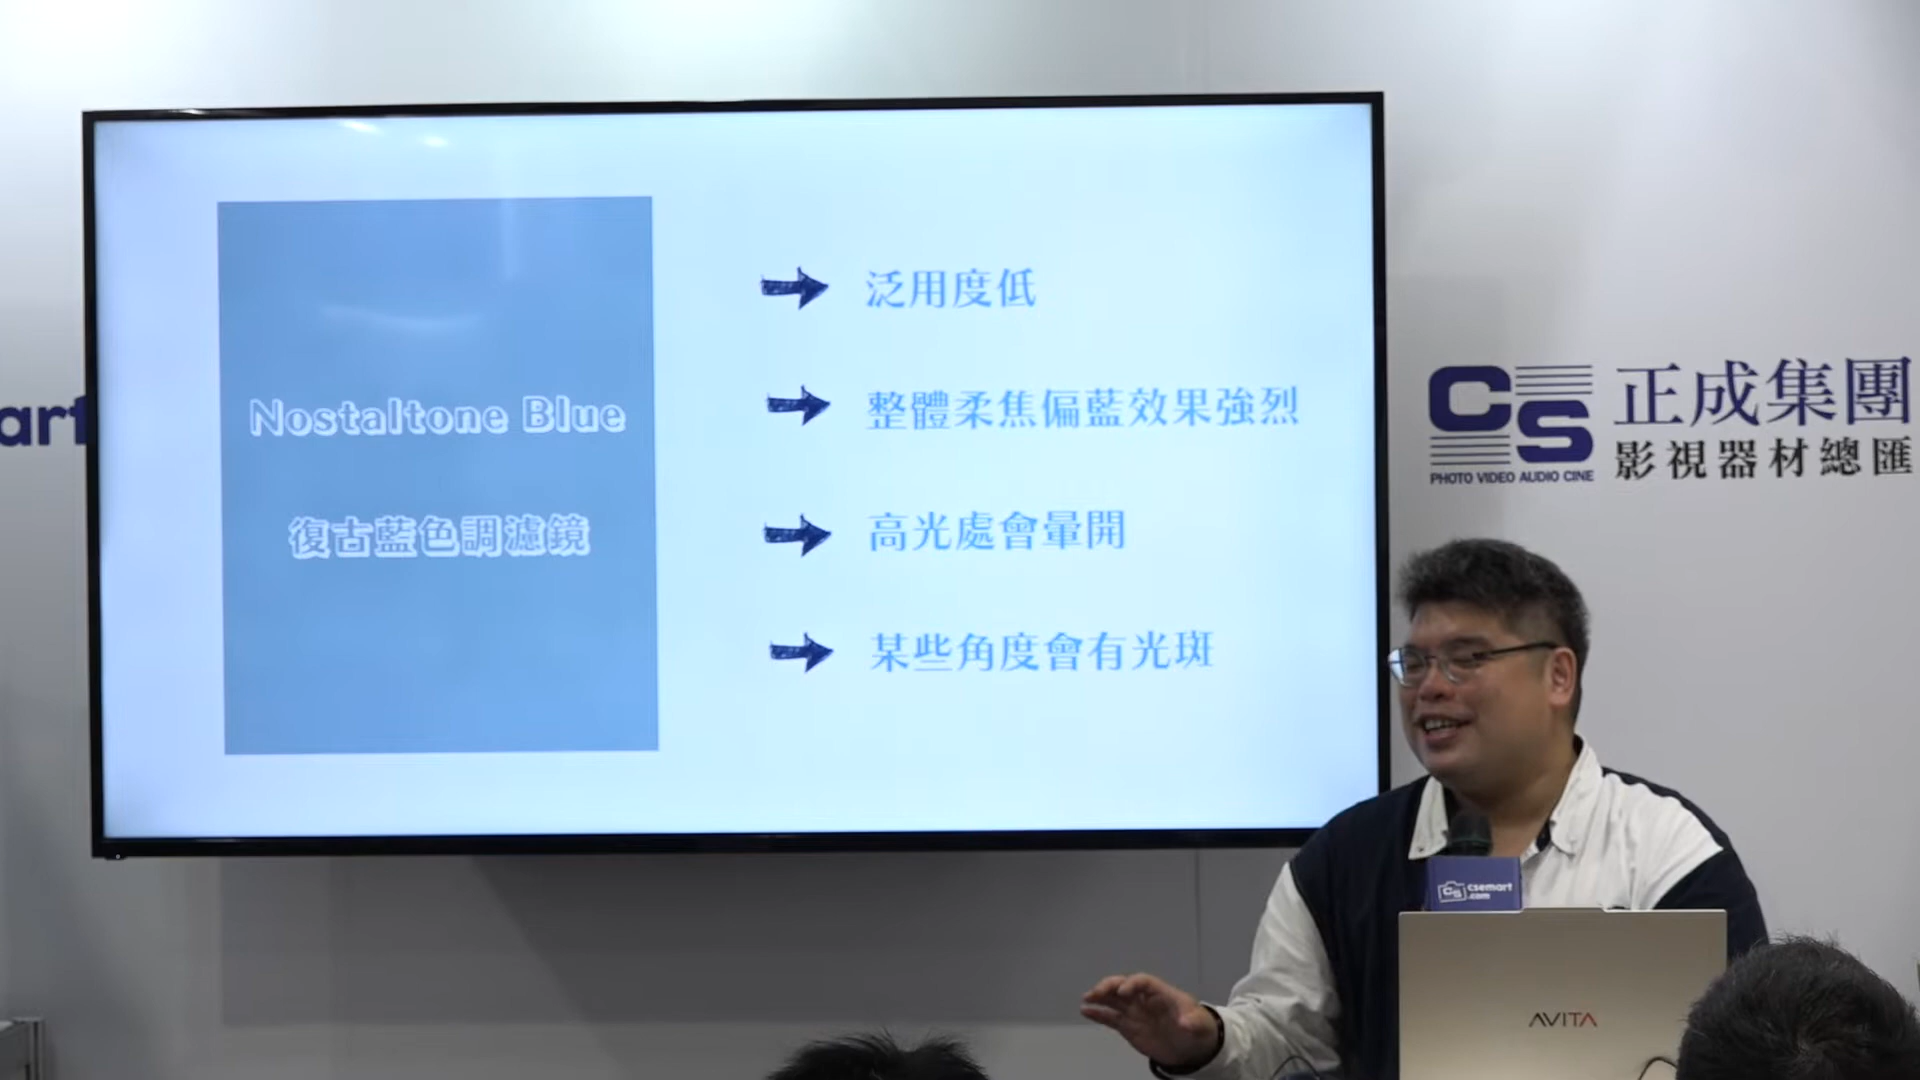 Nostaltone Blue
復古藍色調濾鏡
泛用度低
整體柔焦偏藍效果強烈
高光處會暈開
某些角度會有光斑
art
CS 正成集團
影視器材總匯
PHOTO VIDEO AUDIO CINE
CS csemart
.com
AVITA